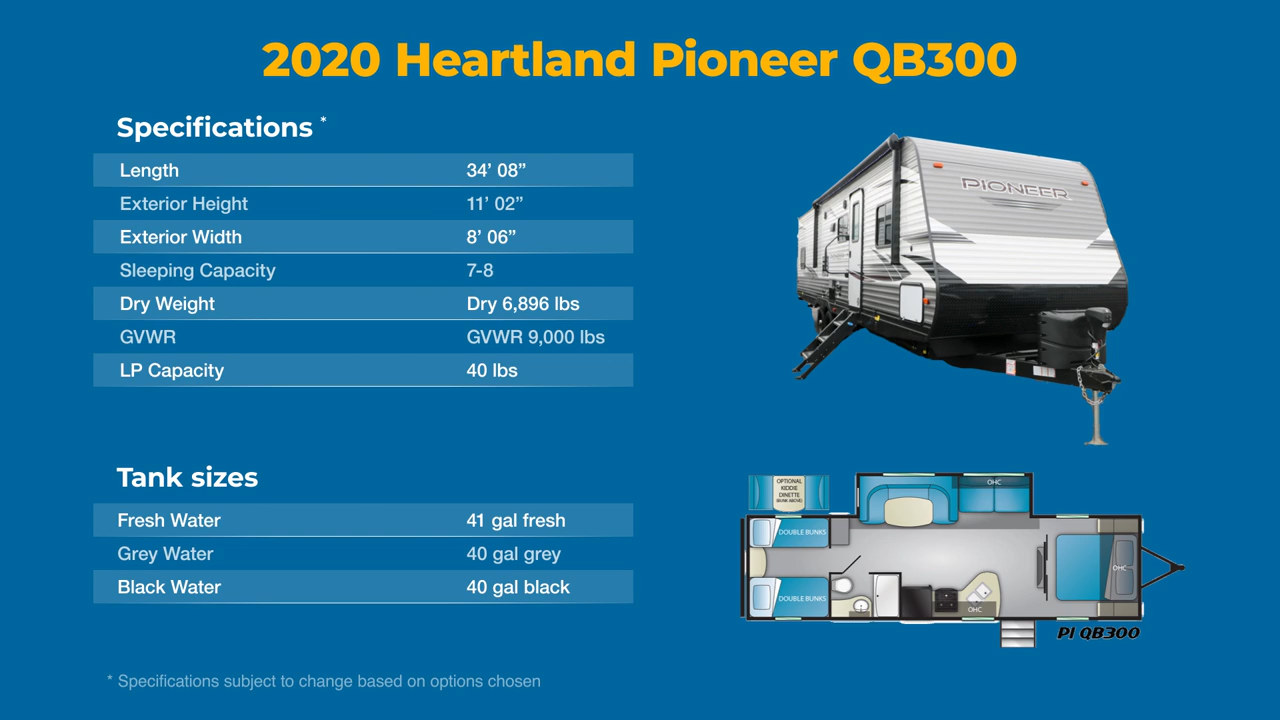 2020 Heartland Pioneer QB300
Specifications *
Length 34’ 08”
Exterior Height 11’ 02”
Exterior Width 8’ 06”
Sleeping Capacity 7-8
Dry Weight Dry 6,896 lbs
GVWR GVWR 9,000 lbs
LP Capacity 40 lbs
PIONEER
Tank sizes
Fresh Water 41 gal fresh
Grey Water 40 gal grey
Black Water 40 gal black
OPTIONAL
KIDDIE
DINETTE
(BUNK ABOVE)
OHC
DOUBLE BUNKS
OHC
DOUBLE BUNKS
OHC
PI QB300
* Specifications subject to change based on options chosen